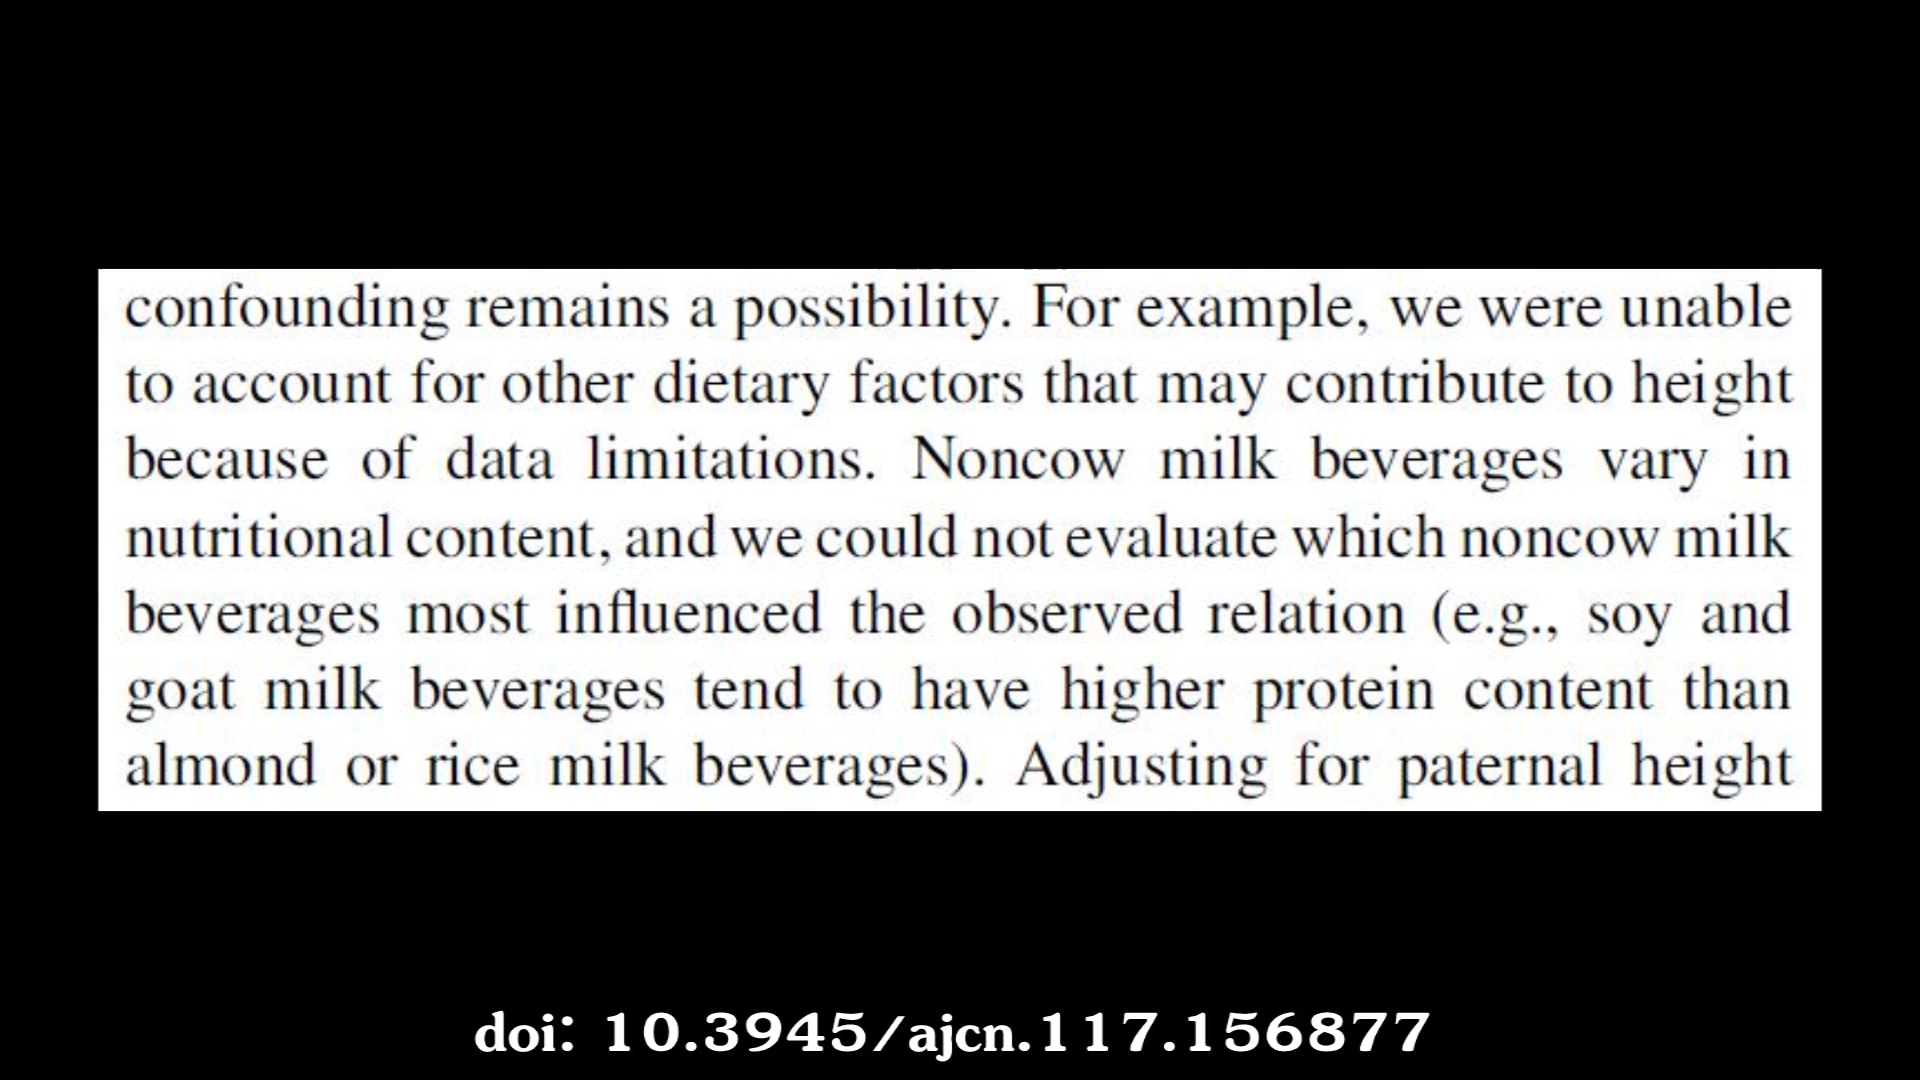 confounding remains a possibility. For example, we were unable
to account for other dietary factors that may contribute to height
because of data limitations. Noncow milk beverages vary in
nutritional content, and we could not evaluate which noncow milk
beverages most influenced the observed relation (e.g., soy and
goat milk beverages tend to have higher protein content than
almond or rice milk beverages). Adjusting for paternal height
doi: 10.3945/ajcn.117.156877